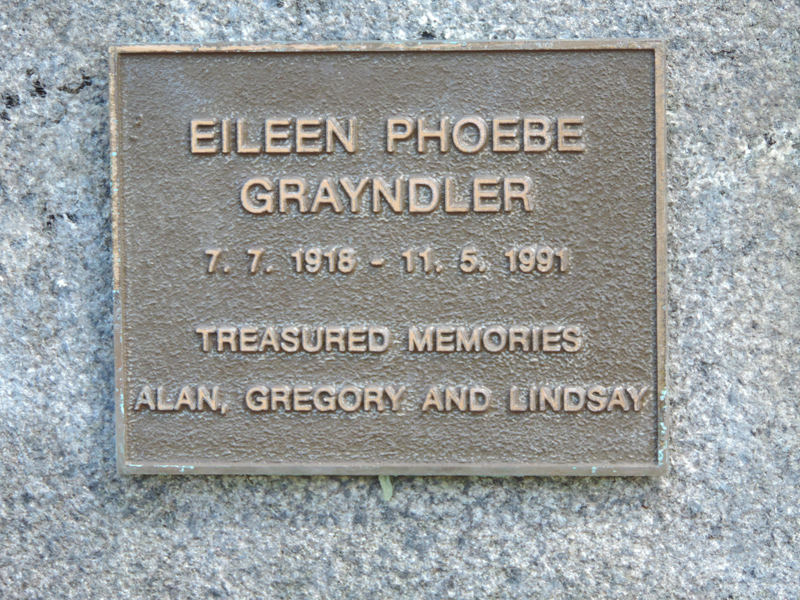 EILEEN PHOEBE
GRAYNDLER
7. 7. 1918 - 11. 5. 1991
TREASURED MEMORIES
ALAN, GREGORY AND LINDSAY